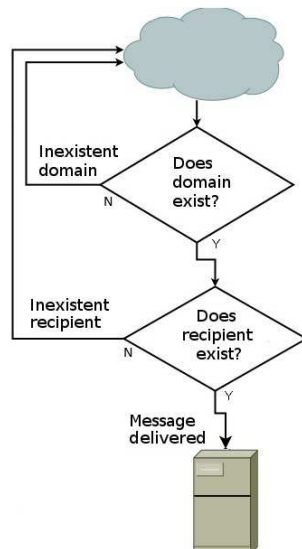 Inexistent
domain
Does
domain
exist?
N
Y
Inexistent
recipient
Does
recipient
exist?
N
Y
Message
delivered